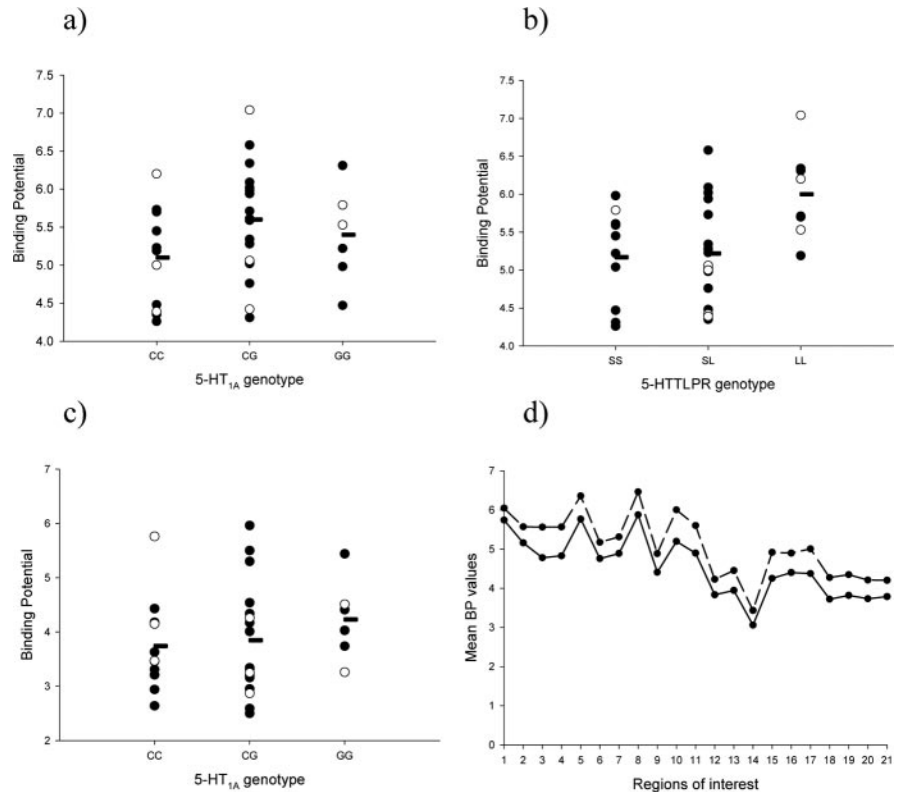 a)
7.5
7.0
6.5
6.0
5.5
5.0
4.5
4.0
Binding Potential
CC CG GG
5-HT1A genotype
b)
7.5
7.0
6.5
6.0
5.5
5.0
4.5
4.0
Binding Potential
SS SL LL
5-HTTLPR genotype
c)
7
6
5
4
3
2
Binding Potential
CC CG GG
5-HT1A genotype
d)
7
6
5
4
3
2
1
0
Mean BP values
1 2 3 4 5 6 7 8 9 10 11 12 13 14 15 16 17 18 19 20 21
Regions of interest